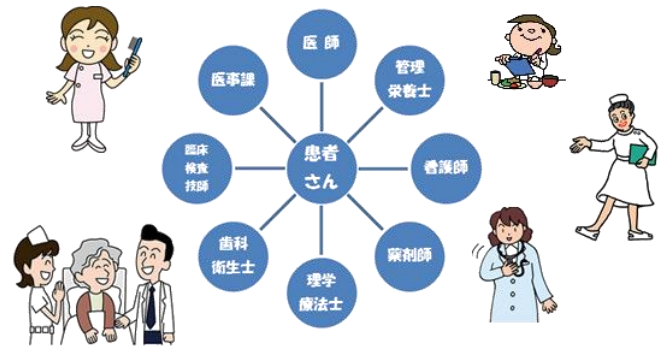 医師
管理
栄養士
看護師
薬剤師
理学
療法士
歯科
衛生士
臨床
検査
技師
医事課
患者
さん